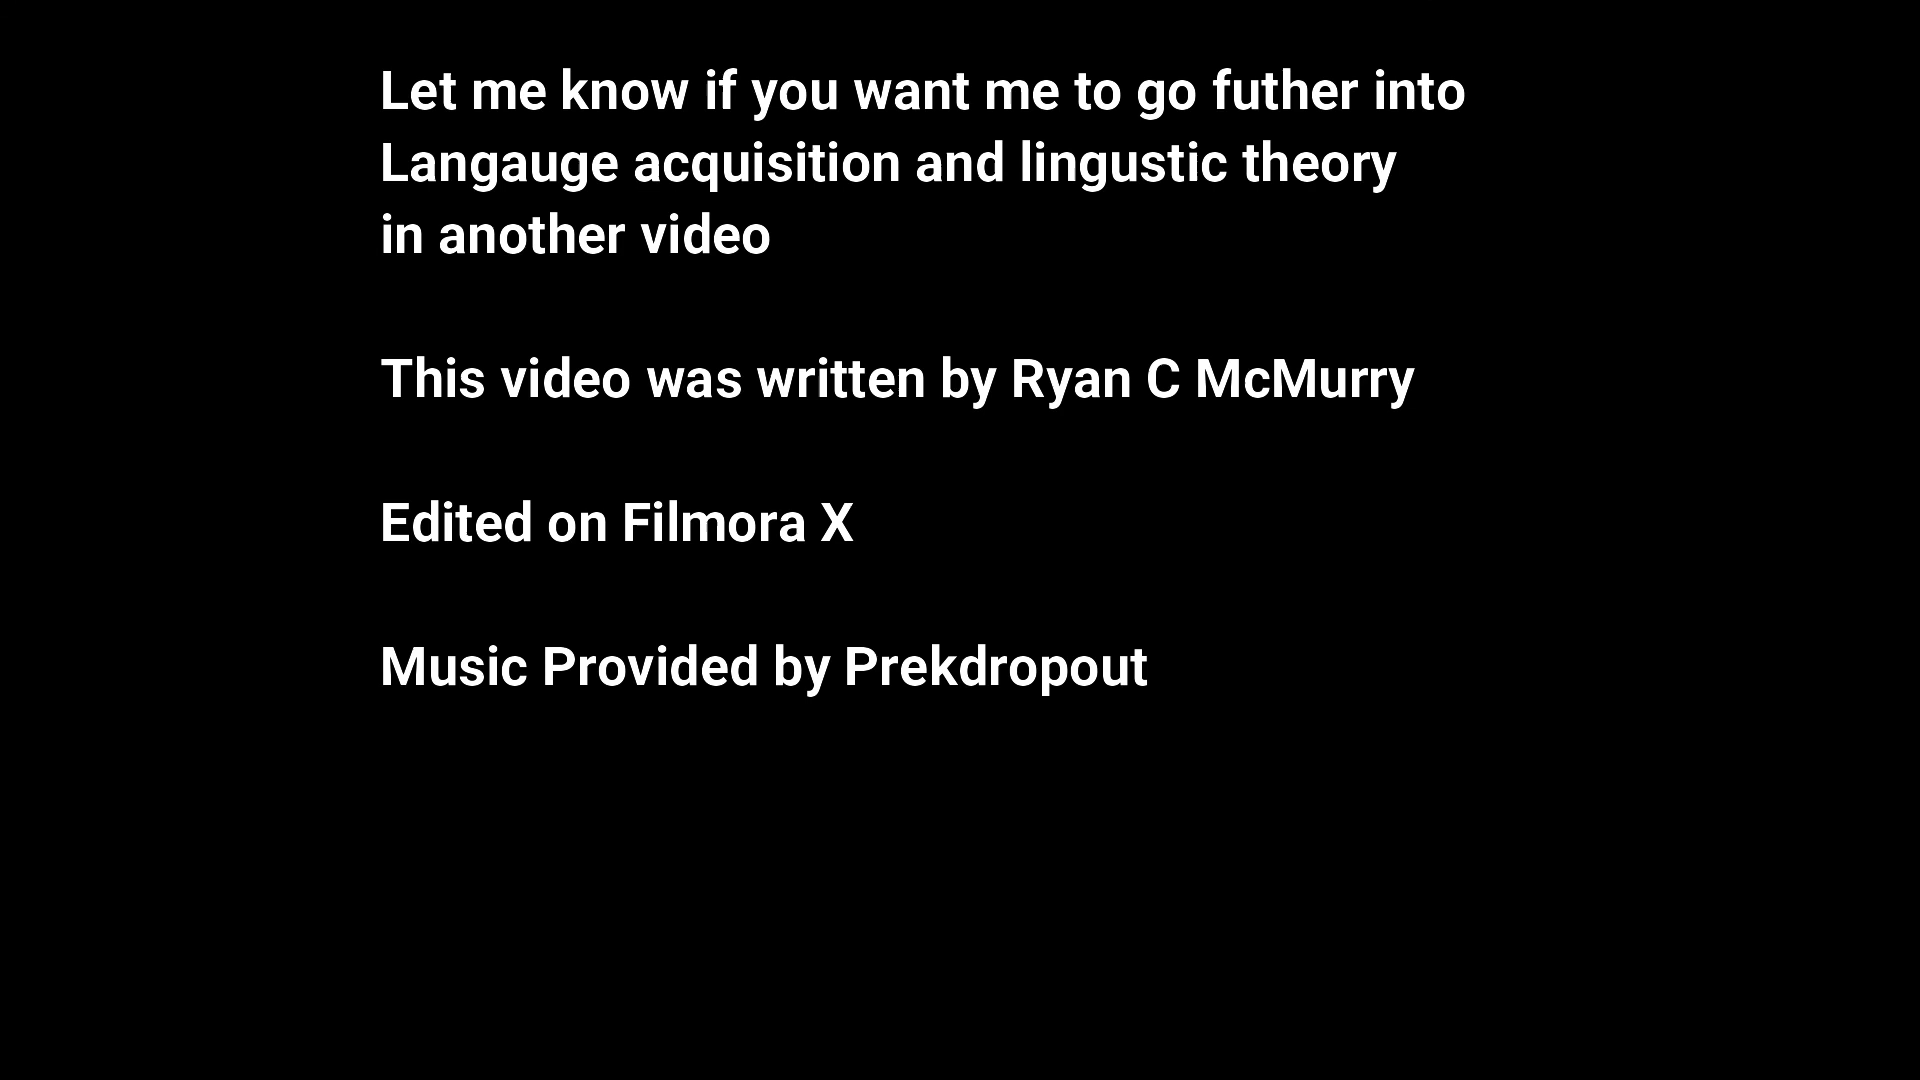 Let me know if you want me to go futher into
Langauge acquisition and lingustic theory
in another video
This video was written by Ryan C McMurry
Edited on Filmora X
Music Provided by Prekdropout